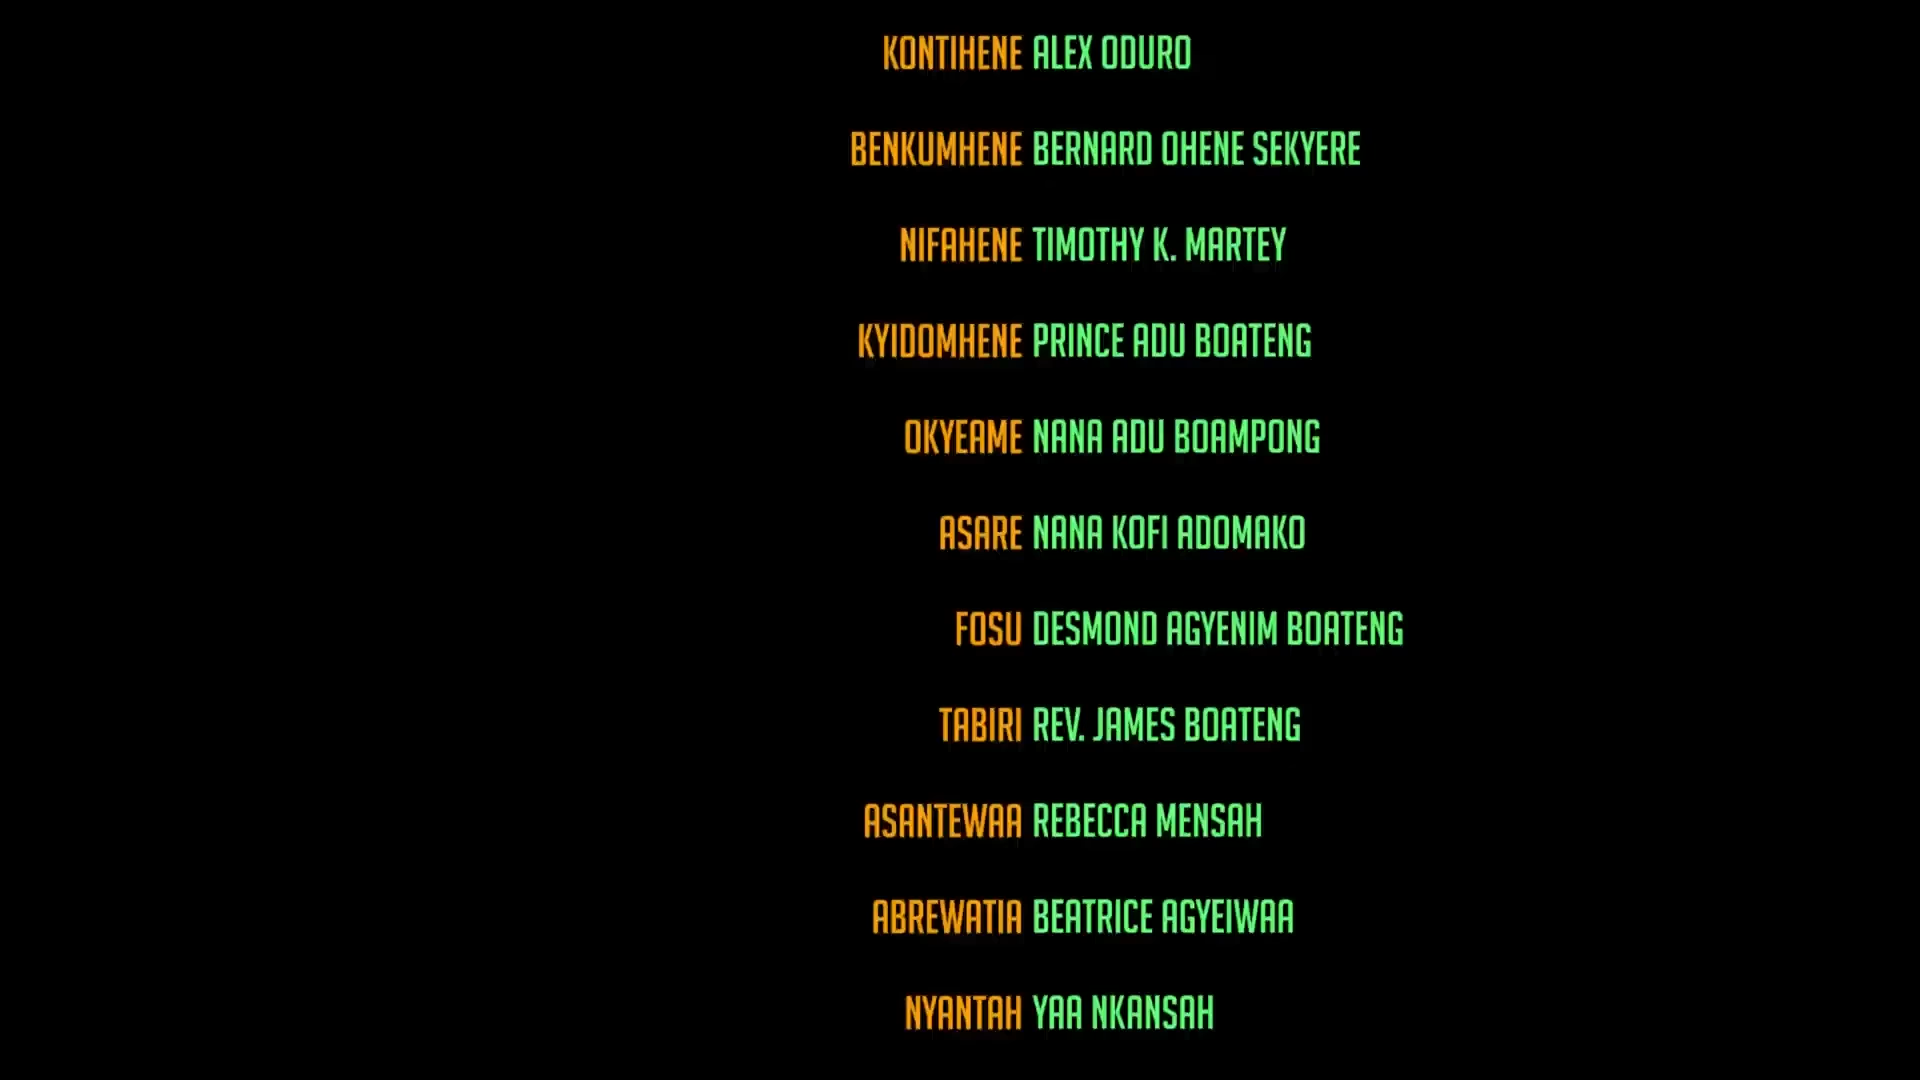 KONTIHENE ALEX ODURO
BENKUMHENE BERNARD OHENE SEKYERE
NIFAHENE TIMOTHY K. MARTEY
KYIDOMHENE PRINCE ADU BOATENG
OKYEAME NANA ADU BOAMPONG
ASARE NANA KOFI ADOMAKO
FOSU DESMOND AGYENIM BOATENG
TABIRI REV. JAMES BOATENG
ASANTEWAA REBECCA MENSAH
ABREWATIA BEATRICE AGYEIWAA
NYANTAH YAA NKANSAH